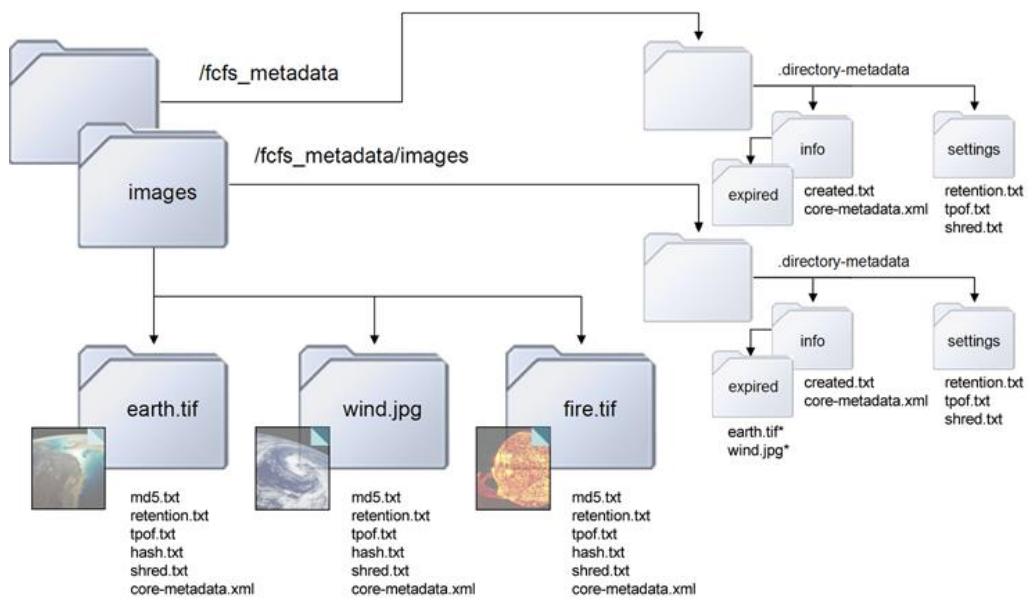 /fcfs_metadata
.directory-metadata
info
settings
expired
created.txt
core-metadata.xml
retention.txt
tpof.txt
shred.txt
/fcfs_metadata/images
images
.directory-metadata
info
settings
expired
created.txt
core-metadata.xml
retention.txt
tpof.txt
shred.txt
earth.tif*
wind.jpg*
earth.tif
md5.txt
retention.txt
tpof.txt
hash.txt
shred.txt
core-metadata.xml
wind.jpg
md5.txt
retention.txt
tpof.txt
hash.txt
shred.txt
core-metadata.xml
fire.tif
md5.txt
retention.txt
tpof.txt
hash.txt
shred.txt
core-metadata.xml